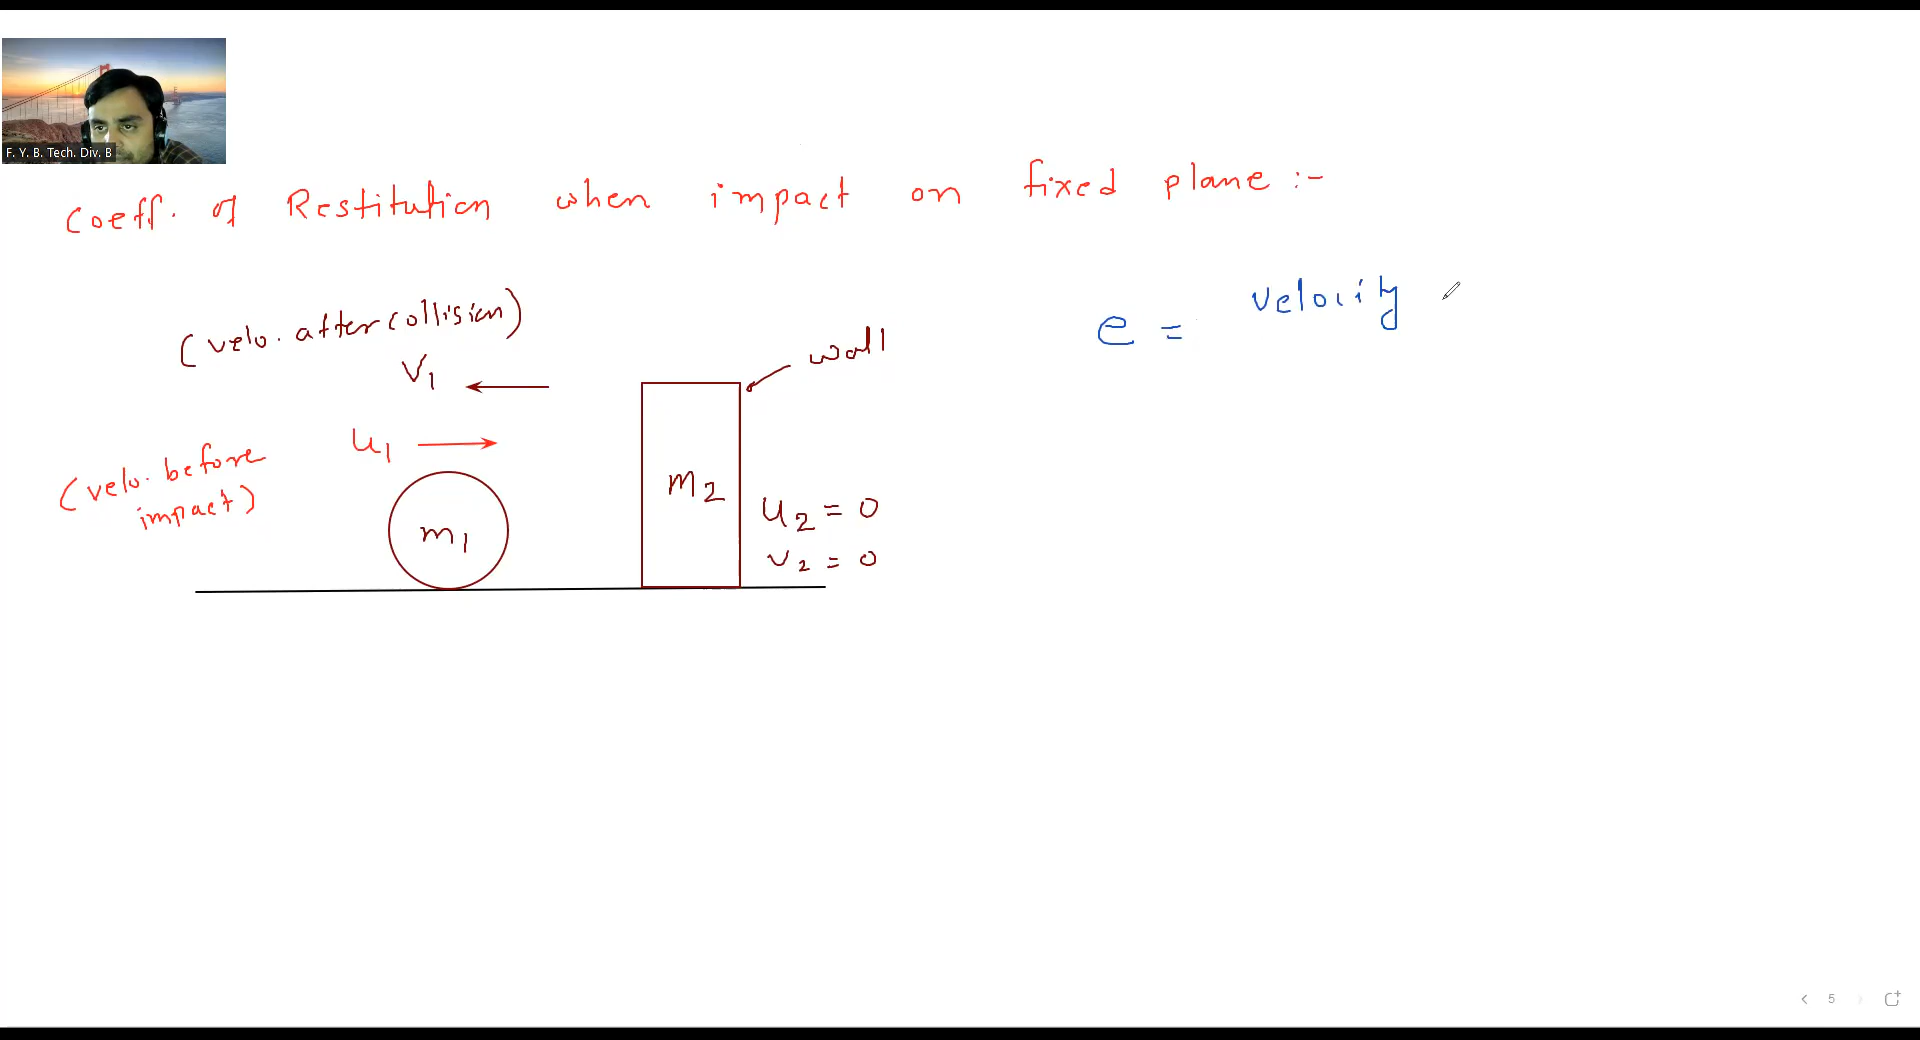 F. Y. B. Tech. Div. B
Coeff. of Restitution when impact on fixed plane :-
(velo. after collision)
V1
wall
e = velocity
u1
(velo. before
impact)
m1
m2
u2 = 0
v2 = 0
5